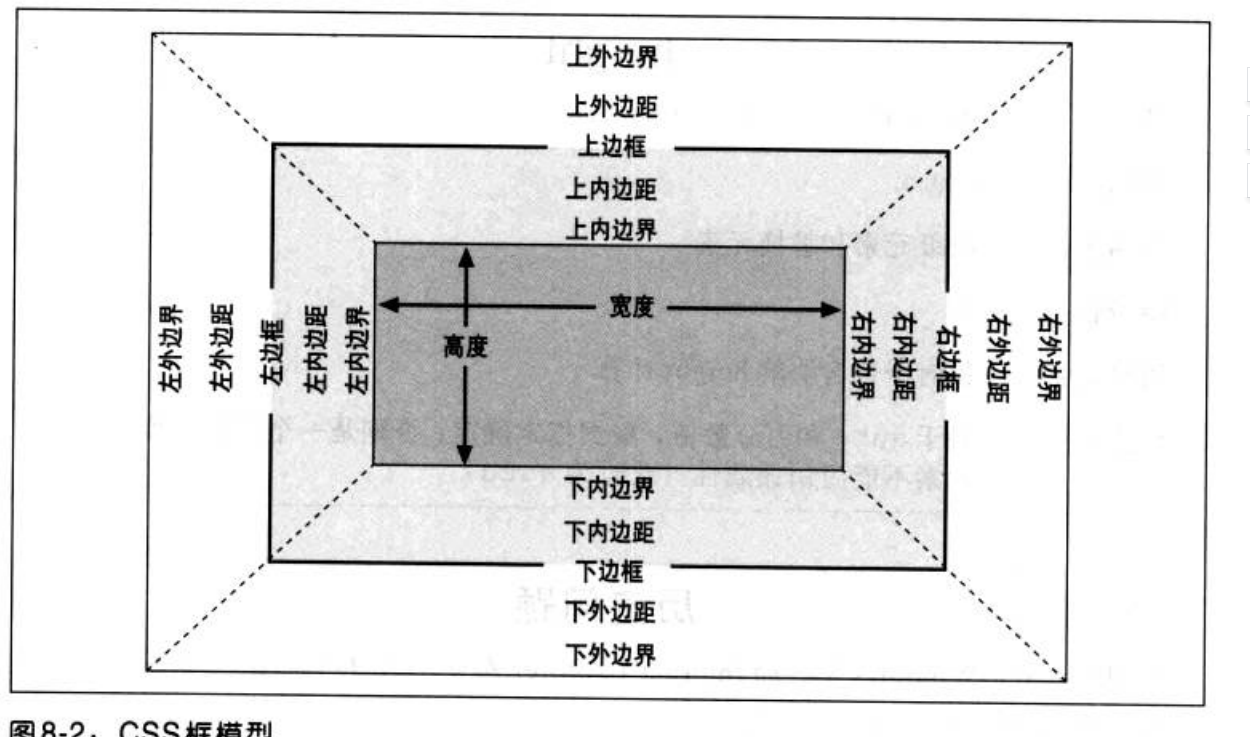 上外边界
上外边距
上边框
上内边距
上内边界
左外边界
左外边距
左边框
左内边距
左内边界
宽度
高度
右内边界
右内边距
右边框
右外边距
右外边界
下内边界
下内边距
下边框
下外边距
下外边界
图8-2，CSS框模型